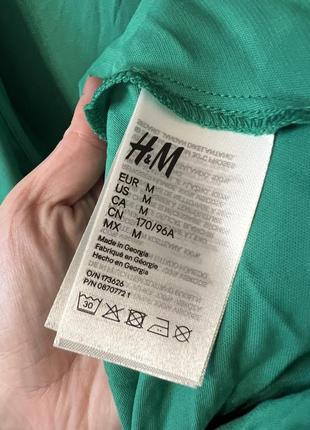 H&M
EUR M
US M
CA M
CN 170/96A
MX M
Made in Georgia
Fabriqué en Géorgie
Hecho en Georgia
O/N 173626
P/N 0870772 1
30